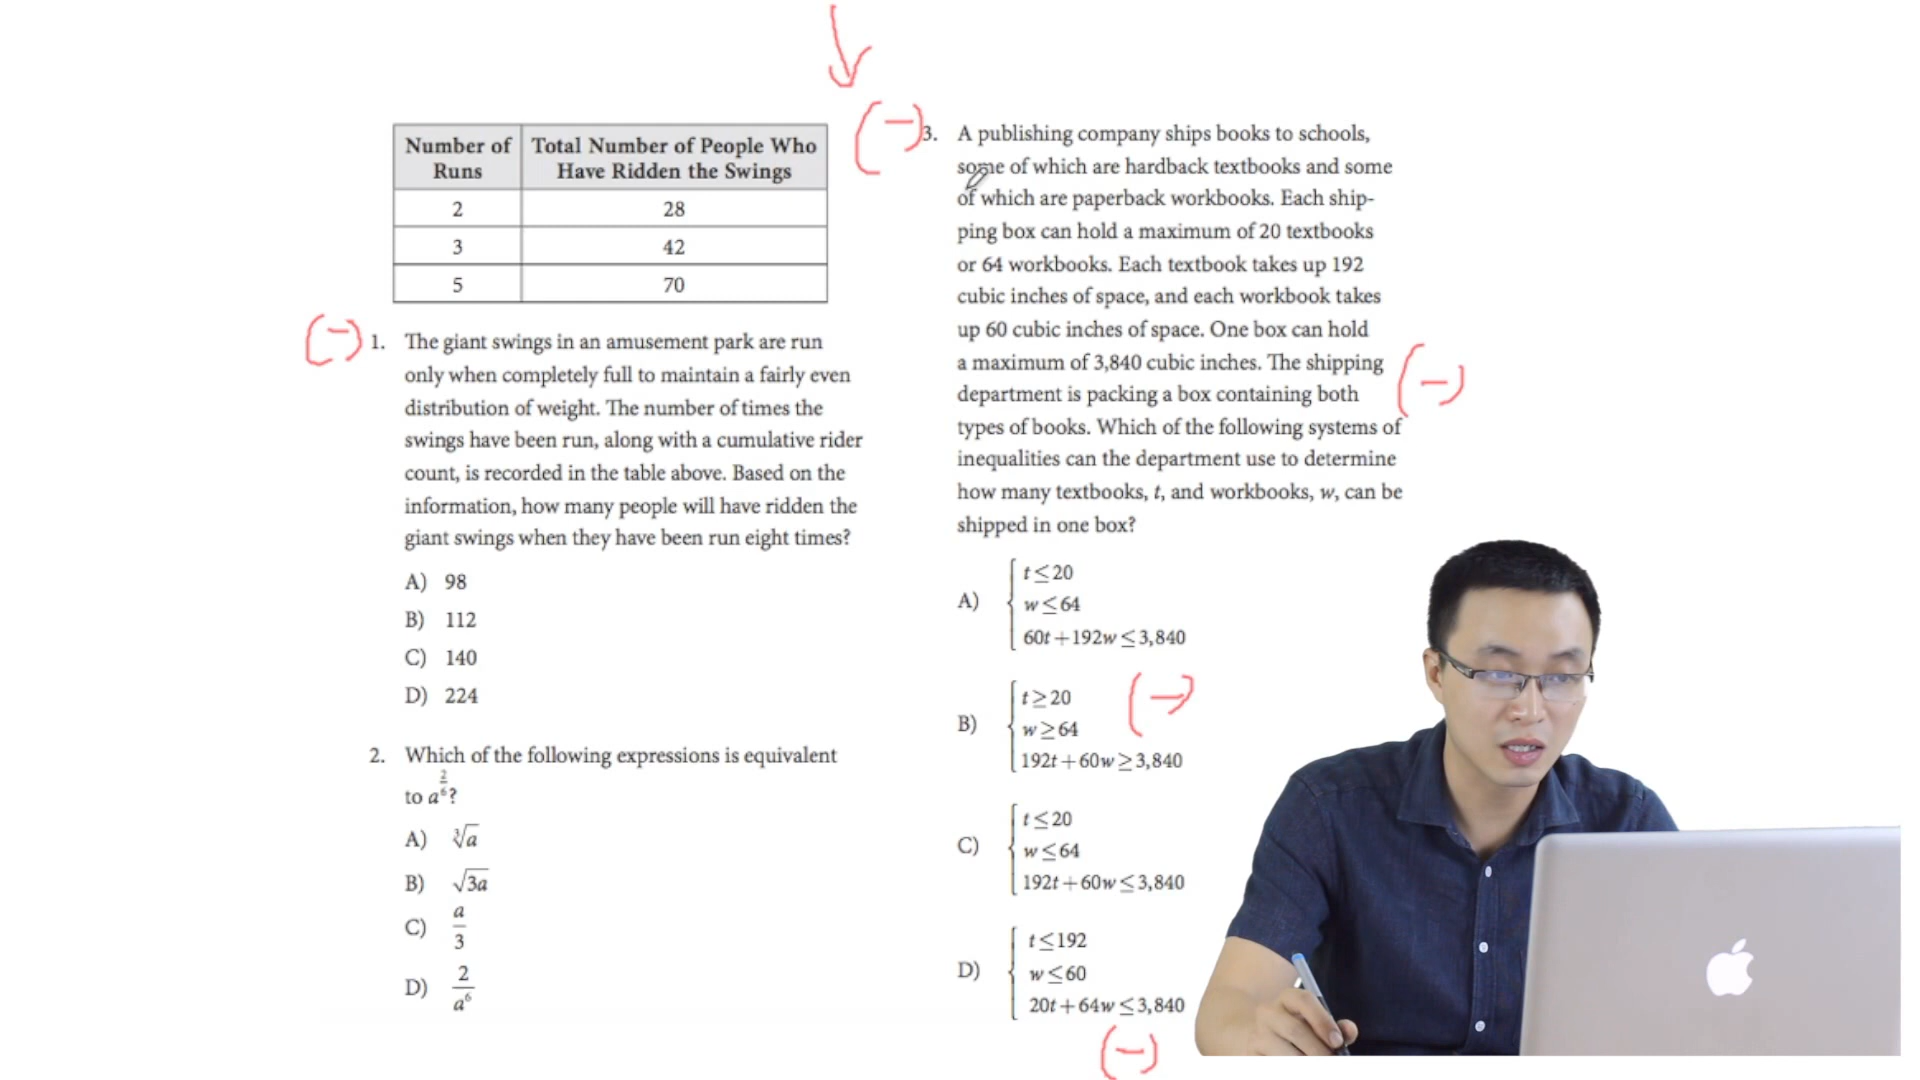 Number of Runs | Total Number of People Who Have Ridden the Swings
2 | 28
3 | 42
5 | 70
1. The giant swings in an amusement park are run
only when completely full to maintain a fairly even
distribution of weight. The number of times the
swings have been run, along with a cumulative rider
count, is recorded in the table above. Based on the
information, how many people will have ridden the
giant swings when they have been run eight times?
A) 98
B) 112
C) 140
D) 224
2. Which of the following expressions is equivalent
to a^(2/6)?
A) ∛a
B) √(3a)
C) a/3
D) 2/a⁶
3. A publishing company ships books to schools,
some of which are hardback textbooks and some
of which are paperback workbooks. Each ship-
ping box can hold a maximum of 20 textbooks
or 64 workbooks. Each textbook takes up 192
cubic inches of space, and each workbook takes
up 60 cubic inches of space. One box can hold
a maximum of 3,840 cubic inches. The shipping
department is packing a box containing both
types of books. Which of the following systems of
inequalities can the department use to determine
how many textbooks, t, and workbooks, w, can be
shipped in one box?
A)
t ≤ 20
w ≤ 64
60t + 192w ≤ 3,840
B)
t ≥ 20
w ≥ 64
192t + 60w ≥ 3,840
C)
t ≤ 20
w ≤ 64
192t + 60w ≤ 3,840
D)
t ≤ 192
w ≤ 60
20t + 64w ≤ 3,840
(-)
(-)
(-)
(-)
(-)